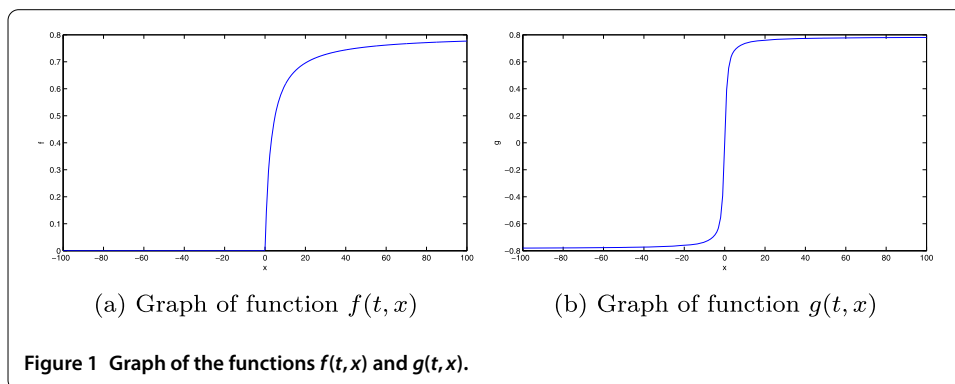 0.8
0.7
0.6
0.5
0.4
0.3
0.2
0.1
0
f
−100 −80 −60 −40 −20 0 20 40 60 80 100
x
(a) Graph of function f(t, x)
0.8
0.6
0.4
0.2
0
−0.2
−0.4
−0.6
−0.8
g
−100 −80 −60 −40 −20 0 20 40 60 80 100
x
(b) Graph of function g(t, x)
Figure 1 Graph of the functions f(t, x) and g(t, x).